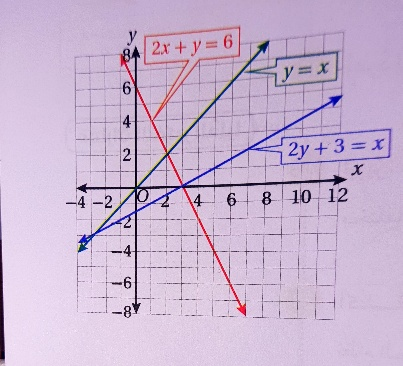 y
8
2x + y = 6
y = x
6
4
2
2y + 3 = x
x
-4 -2 O 2 4 6 8 10 12
-2
-4
-6
-8